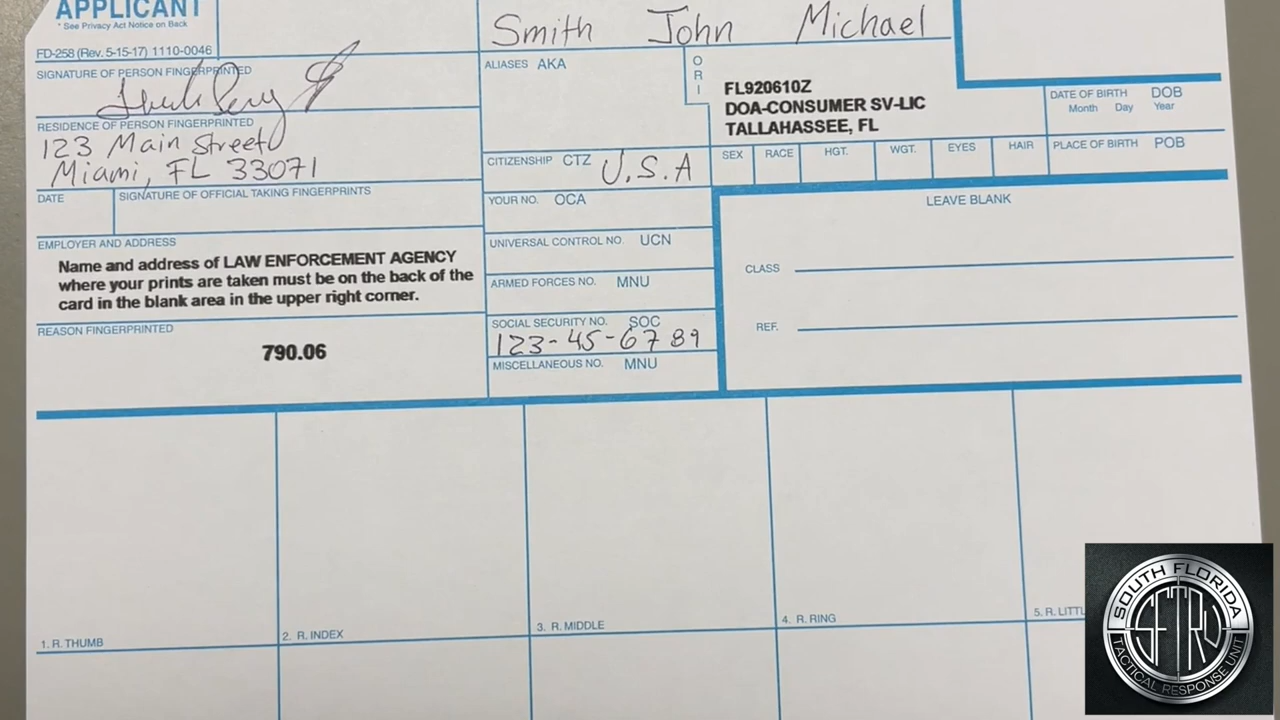 APPLICANT
* See Privacy Act Notice on Back
FD-258 (Rev. 5-15-17) 1110-0046
Smith John Michael
SIGNATURE OF PERSON FINGERPRINTED
ALIASES AKA
ORI
FL920610Z
DOA-CONSUMER SV-LIC
TALLAHASSEE, FL
DATE OF BIRTH DOB
Month Day Year
RESIDENCE OF PERSON FINGERPRINTED
123 Main Street
Miami, FL 33071
CITIZENSHIP CTZ
U.S.A
SEX RACE HGT. WGT. EYES HAIR PLACE OF BIRTH POB
DATE
SIGNATURE OF OFFICIAL TAKING FINGERPRINTS
YOUR NO. OCA
LEAVE BLANK
EMPLOYER AND ADDRESS
Name and address of LAW ENFORCEMENT AGENCY
where your prints are taken must be on the back of the
card in the blank area in the upper right corner.
UNIVERSAL CONTROL NO. UCN
CLASS
ARMED FORCES NO. MNU
REASON FINGERPRINTED
790.06
SOCIAL SECURITY NO. SOC
123-45-6789
REF.
MISCELLANEOUS NO. MNU
1. R. THUMB
2. R. INDEX
3. R. MIDDLE
4. R. RING
5. R. LITTL
SOUTH FLORIDA
SFTRU
TACTICAL RESPONSE UNIT